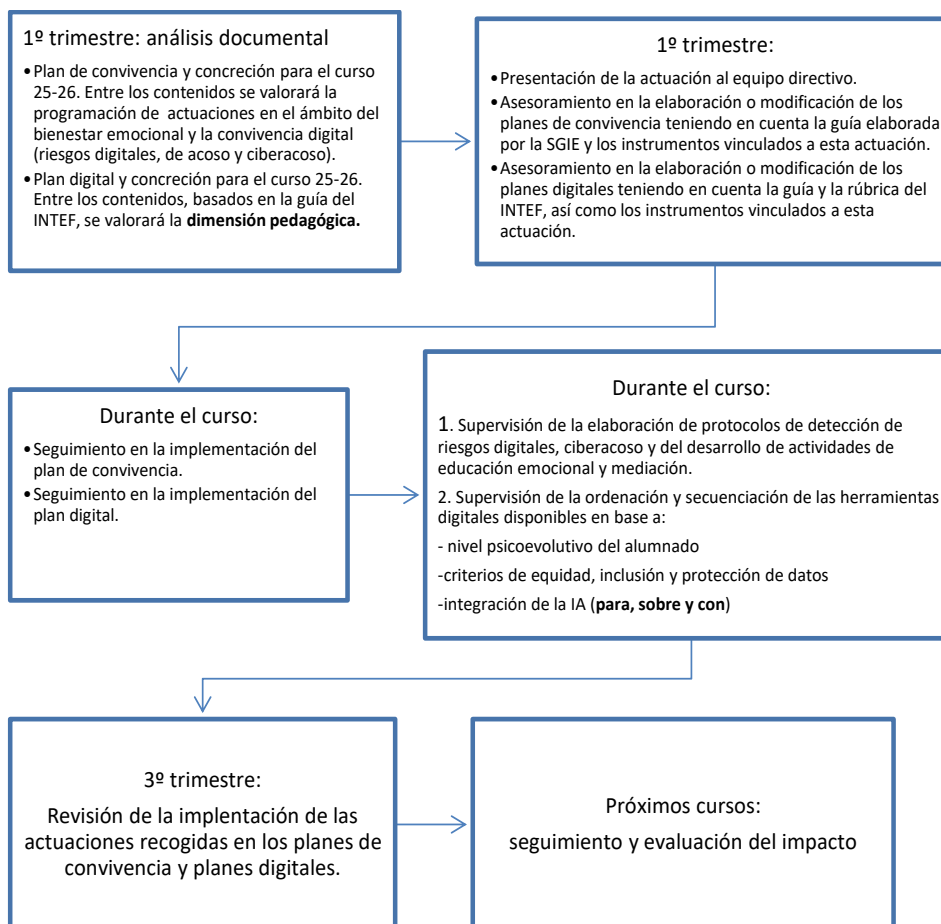 1º trimestre: análisis documental
•Plan de convivencia y concreción para el curso
25-26. Entre los contenidos se valorará la
programación de actuaciones en el ámbito del
bienestar emocional y la convivencia digital
(riesgos digitales, de acoso y ciberacoso).
•Plan digital y concreción para el curso 25-26.
Entre los contenidos, basados en la guía del
INTEF, se valorará la dimensión pedagógica.
1º trimestre:
•Presentación de la actuación al equipo directivo.
•Asesoramiento en la elaboración o modificación de los
planes de convivencia teniendo en cuenta la guía elaborada
por la SGIE y los instrumentos vinculados a esta actuación.
•Asesoramiento en la elaboración o modificación de los
planes digitales teniendo en cuenta la guía y la rúbrica del
INTEF, así como los instrumentos vinculados a esta
actuación.
Durante el curso:
•Seguimiento en la implementación del
plan de convivencia.
•Seguimiento en la implementación del
plan digital.
Durante el curso:
1. Supervisión de la elaboración de protocolos de detección de
riesgos digitales, ciberacoso y del desarrollo de actividades de
educación emocional y mediación.
2. Supervisión de la ordenación y secuenciación de las herramientas
digitales disponibles en base a:
- nivel psicoevolutivo del alumnado
-criterios de equidad, inclusión y protección de datos
-integración de la IA (para, sobre y con)
3º trimestre:
Revisión de la implentación de las
actuaciones recogidas en los planes de
convivencia y planes digitales.
Próximos cursos:
seguimiento y evaluación del impacto